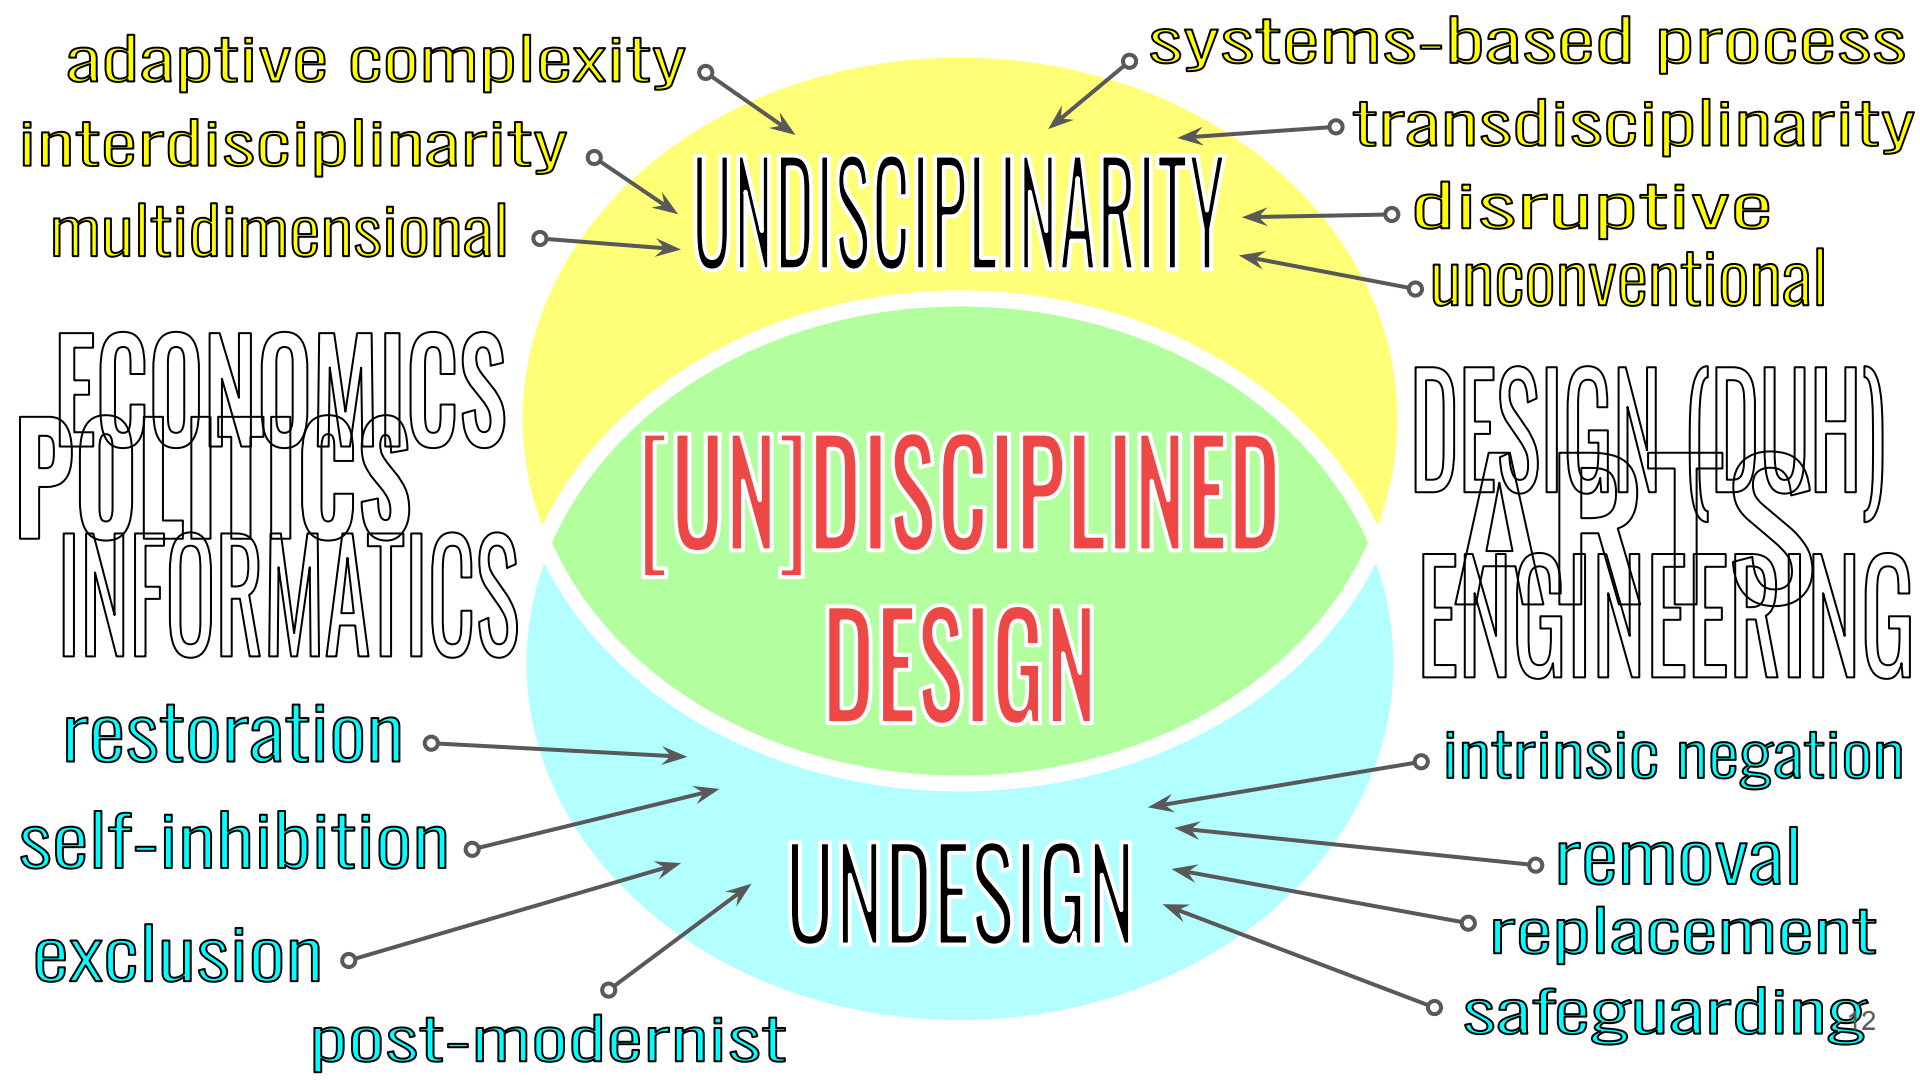 adaptive complexity
systems-based process
interdisciplinarity
transdisciplinarity
multidimensional
disruptive
unconventional
UNDISCIPLINARITY
ECONOMICS
POLITICS
INFORMATICS
[UN]DISCIPLINED
DESIGN
DESIGN (DUH)
ARTS
ENGINEERING
restoration
intrinsic negation
self-inhibition
removal
UNDESIGN
exclusion
replacement
post-modernist
safeguarding
12